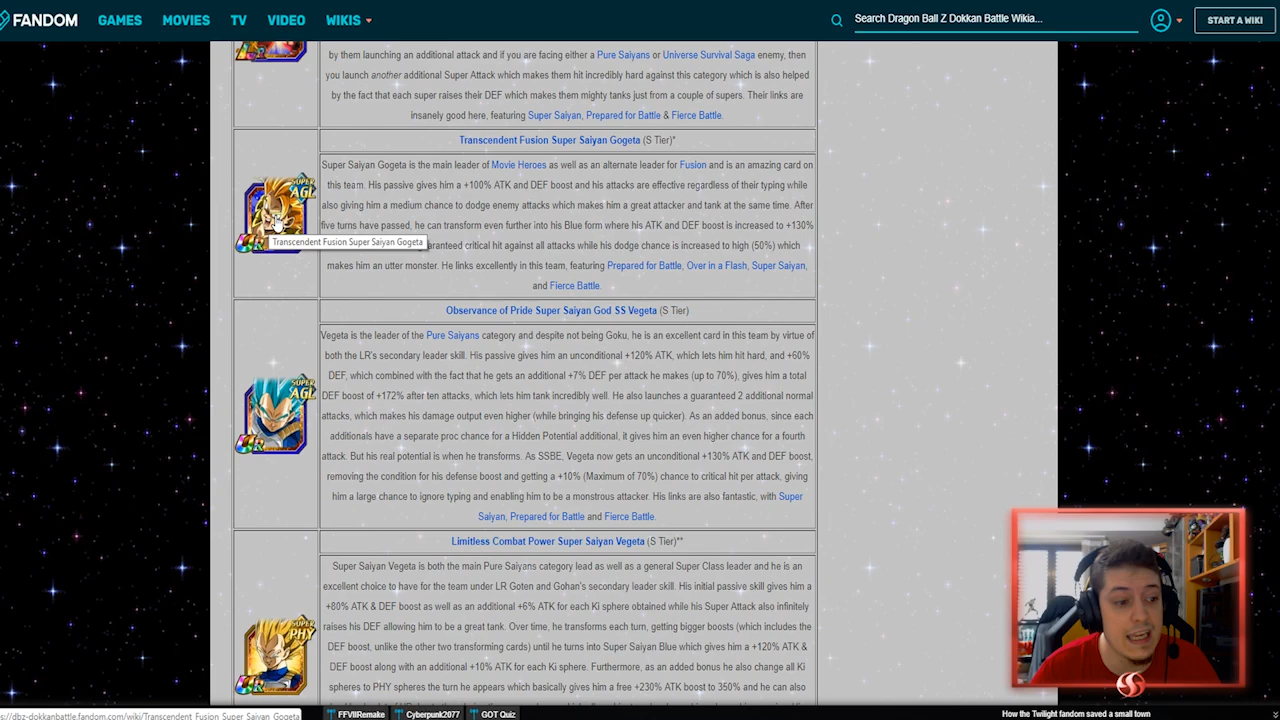 FANDOM GAMES MOVIES TV VIDEO WIKIS Search Dragon Ball Z Dokkan Battle Wikia... START A WIKI
by them launching an additional attack and if you are facing either a Pure Saiyans or Universe Survival Saga enemy, then
you launch another additional Super Attack which makes them hit incredibly hard against this category which is also helped
by the fact that each super raises their DEF which makes them mighty tanks just from a couple of supers. Their links are
insanely good here, featuring Super Saiyan, Prepared for Battle & Fierce Battle.
Transcendent Fusion Super Saiyan Gogeta (S Tier)*
Super Saiyan Gogeta is the main leader of Movie Heroes as well as an alternate leader for Fusion and is an amazing card on
this team. His passive gives him a +100% ATK and DEF boost and his attacks are effective regardless of their typing while
SUPER
AGL
also giving him a medium chance to dodge enemy attacks which makes him a great attacker and tank at the same time. After
five turns have passed, he can transform even further into his Blue form where his ATK and DEF boost is increased to +130%
UR
Transcendent Fusion Super Saiyan Gogeta
guaranteed critical hit against all attacks while his dodge chance is increased to high (50%) which
makes him an utter monster. He links excellently in this team, featuring Prepared for Battle, Over in a Flash, Super Saiyan,
and Fierce Battle.
Observance of Pride Super Saiyan God SS Vegeta (S Tier)
Vegeta is the leader of the Pure Saiyans category and despite not being Goku, he is an excellent card in this team by virtue of
both the LR's secondary leader skill. His passive gives him an unconditional +120% ATK, which lets him hit hard, and +60%
DEF, which combined with the fact that he gets an additional +7% DEF per attack he makes (up to 70%), gives him a total
SUPER
AGL
DEF boost of +172% after ten attacks, which lets him tank incredibly well. He also launches a guaranteed 2 additional normal
attacks, which makes his damage output even higher (while bringing his defense up quicker). As an added bonus, since each
additionals have a separate proc chance for a Hidden Potential additional, it gives him an even higher chance for a fourth
UR
attack. But his real potential is when he transforms. As SSBE, Vegeta now gets an unconditional +130% ATK and DEF boost,
removing the condition for his defense boost and getting a +10% (Maximum of 70%) chance to critical hit per attack, giving
him a large chance to ignore typing and enabling him to be a monstrous attacker. His links are also fantastic, with Super
Saiyan, Prepared for Battle and Fierce Battle.
Limitless Combat Power Super Saiyan Vegeta (S Tier)**
Super Saiyan Vegeta is both the main Pure Saiyans category lead as well as a general Super Class leader and he is an
excellent choice to have for the team under LR Goten and Gohan's secondary leader skill. His initial passive skill gives him a
+80% ATK & DEF boost as well as an additional +6% ATK for each Ki sphere obtained while his Super Attack also infinitely
SUPER
PHY
raises his DEF allowing him to be a great tank. Over time, he transforms each turn, getting bigger boosts (which includes the
DEF boost, unlike the other two transforming cards) until he turns into Super Saiyan Blue which gives him a +120% ATK &
DEF boost along with an additional +10% ATK for each Ki sphere. Furthermore, as an added bonus he also change all Ki
UR
spheres to PHY spheres the turn he appears which basically gives him a free +230% ATK boost to 350% and he can also
s://dbz-dokkanbattle.fandom.com/wiki/Transcendent_Fusion_Super_Saiyan_Gogeta
FFVIIRemake Cyberpunk2077 GOT Quiz How the Twilight fandom saved a small town